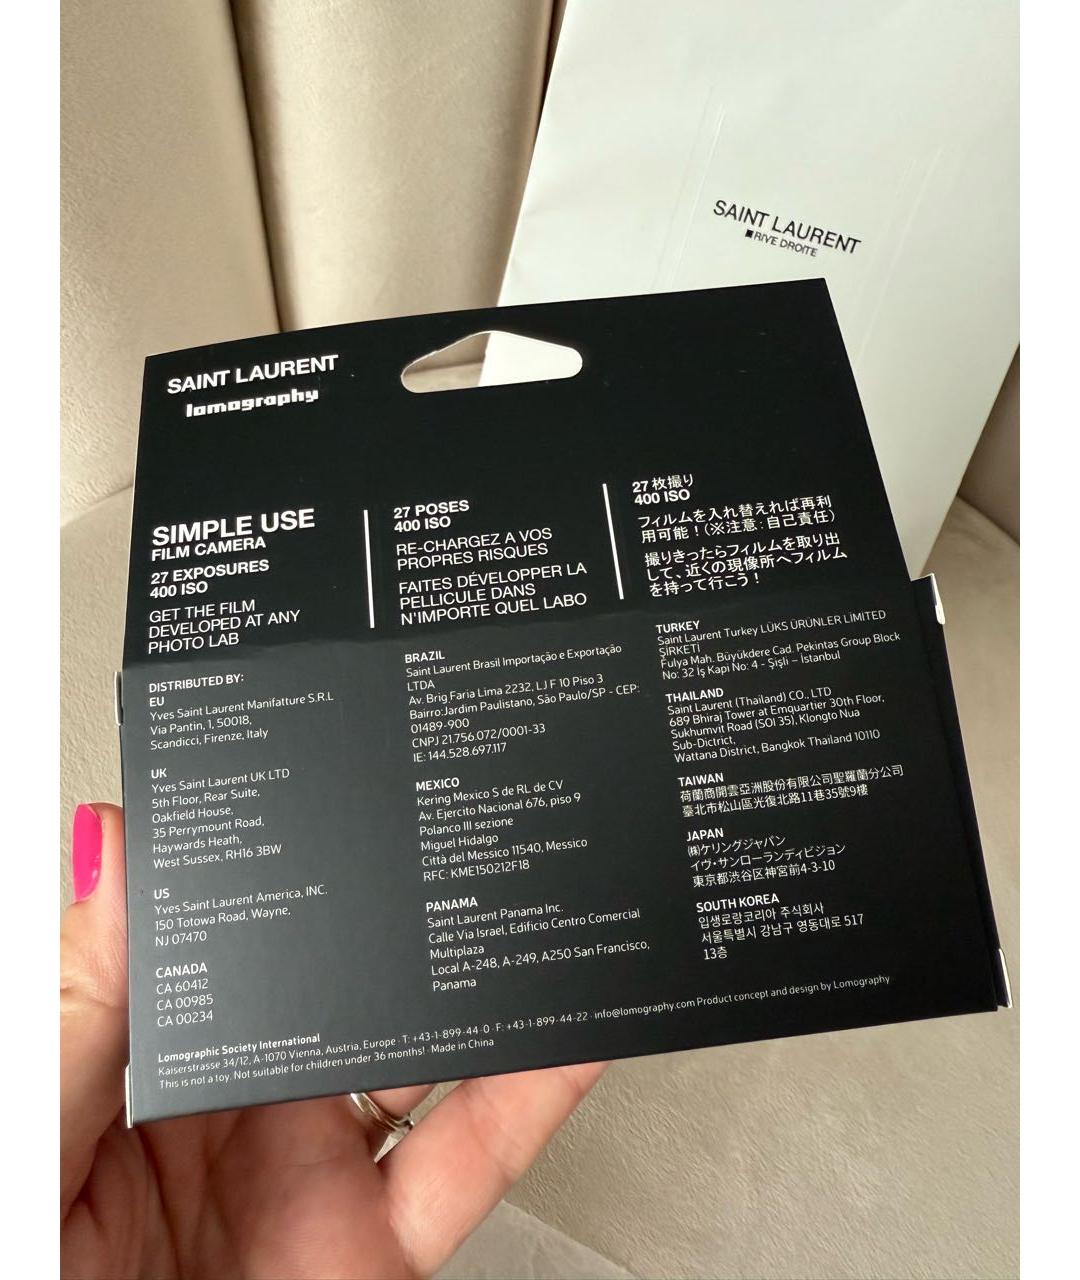 SAINT LAURENT
RIVE DROITE
SAINT LAURENT
lomography
SIMPLE USE
FILM CAMERA
27 EXPOSURES
400 ISO
GET THE FILM
DEVELOPED AT ANY
PHOTO LAB
27 POSES
400 ISO
RE-CHARGEZ A VOS
PROPRES RISQUES
FAITES DÉVELOPPER LA
PELLICULE DANS
N'IMPORTE QUEL LABO
27 枚撮り
400 ISO
フィルムを入れ替えれば再利
用可能！(※注意：自己責任)
撮りきったらフィルムを取り出
して、近くの現像所へフィルム
を持って行こう！
DISTRIBUTED BY:
EU
Yves Saint Laurent Manifatture S.R.L
Via Pantin, 1, 50018,
Scandicci, Firenze, Italy
UK
Yves Saint Laurent UK LTD
5th Floor, Rear Suite,
Oakfield House,
35 Perrymount Road,
Haywards Heath,
West Sussex, RH16 3BW
US
Yves Saint Laurent America, INC.
150 Totowa Road, Wayne,
NJ 07470
CANADA
CA 60412
CA 00985
CA 00234
BRAZIL
Saint Laurent Brasil Importação e Exportação
LTDA
Av. Brig Faria Lima 2232, LJ F 10 Piso 3
Bairro:Jardim Paulistano, São Paulo/SP - CEP:
01489-900
CNPJ 21.756.072/0001-33
IE: 144.528.697.117
MEXICO
Kering Mexico S de RL de CV
Av. Ejercito Nacional 676, piso 9
Polanco III sezione
Miguel Hidalgo
Città del Messico 11540, Messico
RFC: KME150212F18
PANAMA
Saint Laurent Panama Inc.
Calle Via Israel, Edificio Centro Comercial
Multiplaza
Local A-248, A-249, A250 San Francisco,
Panama
TURKEY
Saint Laurent Turkey LÜKS ÜRÜNLER LİMİTED
ŞİRKETİ
Fulya Mah. Büyükdere Cad. Pekintas Group Block
No: 32 İş Kapi No: 4 - Şişli – İstanbul
THAILAND
Saint Laurent (Thailand) CO., LTD
689 Bhiraj Tower at Emquartier 30th Floor,
Sukhumvit Road (SOI 35), Klongto Nua
Sub-Dictrict,
Wattana District, Bangkok Thailand 10110
TAIWAN
荷蘭商開雲亞洲股份有限公司聖羅蘭分公司
臺北市松山區光復北路11巷35號9樓
JAPAN
㈱ケリングジャパン
イヴ・サンローランディビジョン
東京都渋谷区神宮前4-3-10
SOUTH KOREA
입생로랑코리아 주식회사
서울특별시 강남구 영동대로 517
13층
Lomographic Society International
Kaiserstrasse 34/12, A-1070 Vienna, Austria, Europe · T: +43-1-899-44-0 · F: +43-1-899-44-22 · info@lomography.com Product concept and design by Lomography
This is not a toy. Not suitable for children under 36 months! · Made in China